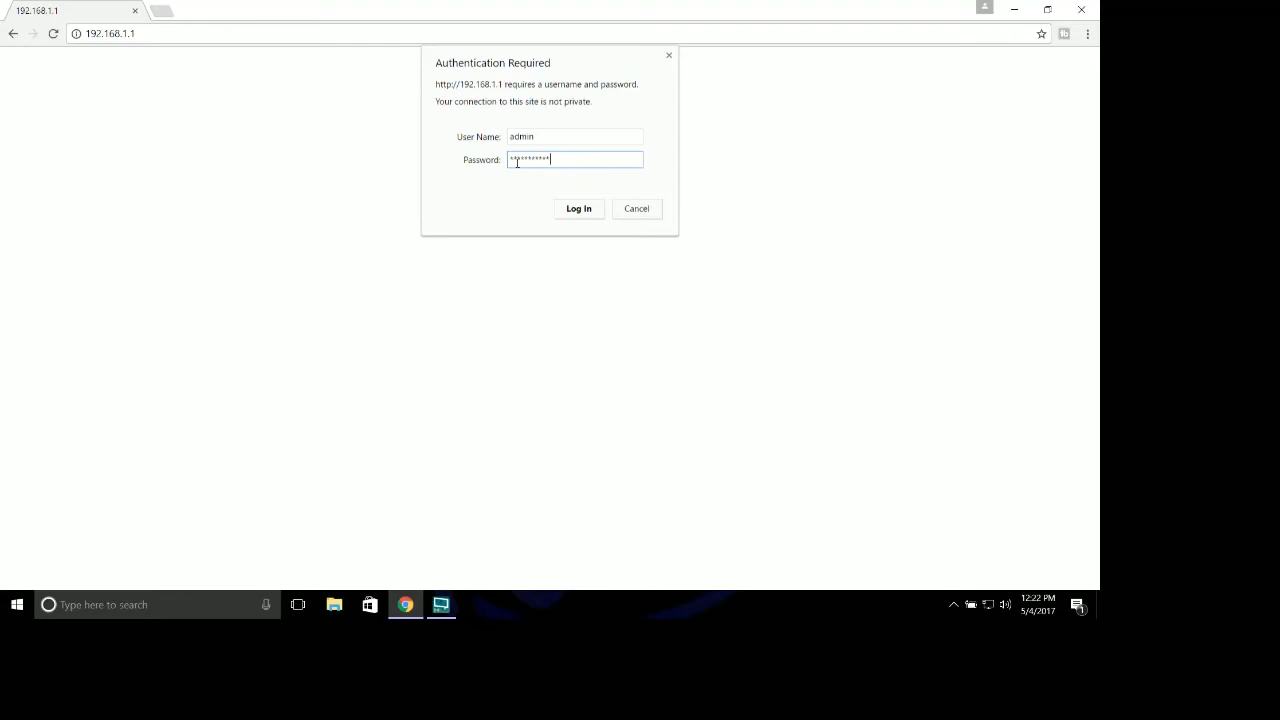 192.168.1.1
192.168.1.1
Authentication Required
http://192.168.1.1 requires a username and password.
Your connection to this site is not private.
User Name: admin
Password: **********
Log In Cancel
Type here to search
12:22 PM
5/4/2017
1